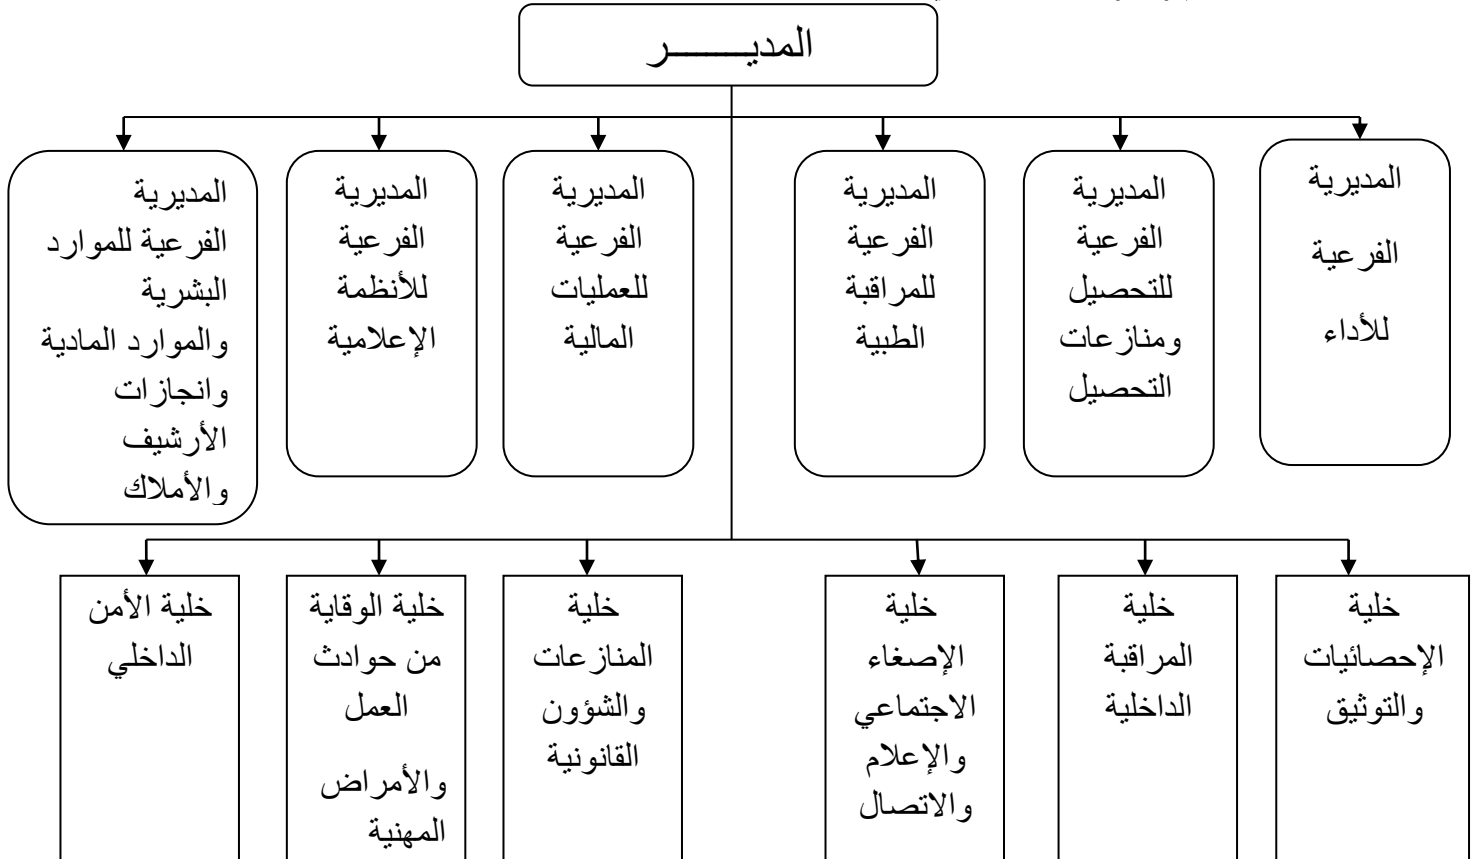 المديـــــــر
المديرية
الفرعية
للأداء
المديرية
الفرعية
للتحصيل
ومنازعات
التحصيل
المديرية
الفرعية
للمراقبة
الطبية
المديرية
الفرعية
للعمليات
المالية
المديرية
الفرعية
للأنظمة
الإعلامية
المديرية
الفرعية للموارد
البشرية
والموارد المادية
وانجازات
الأرشيف
والأملاك
خلية
الإحصائيات
والتوثيق
خلية
المراقبة
الداخلية
خلية
الإصغاء
الاجتماعي
والإعلام
والاتصال
خلية
المنازعات
والشؤون
القانونية
خلية الوقاية
من حوادث
العمل
والأمراض
المهنية
خلية الأمن
الداخلي